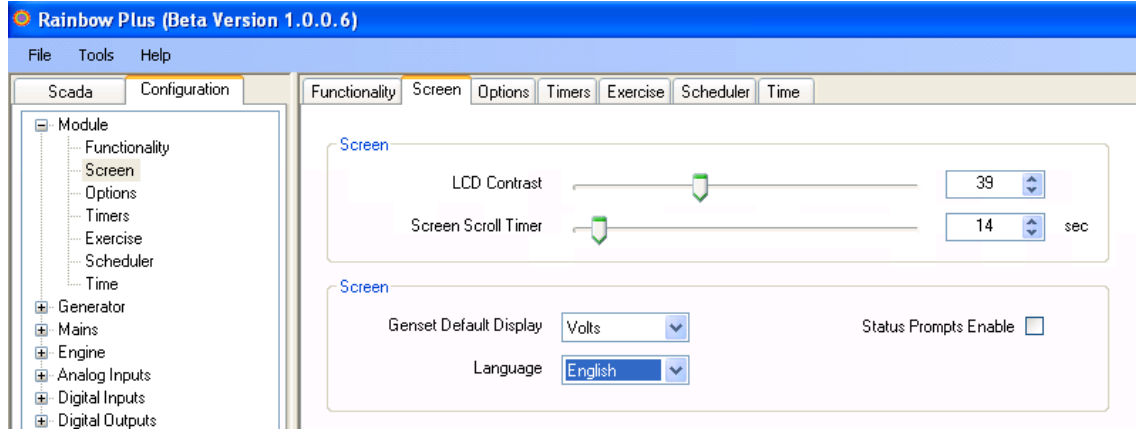 Rainbow Plus (Beta Version 1.0.0.6)
File Tools Help
Scada Configuration
Module
Functionality
Screen
Options
Timers
Exercise
Scheduler
Time
Generator
Mains
Engine
Analog Inputs
Digital Inputs
Digital Outputs
Functionality Screen Options Timers Exercise Scheduler Time
Screen
LCD Contrast 39
Screen Scroll Timer 14 sec
Screen
Genset Default Display Volts Status Prompts Enable
Language English